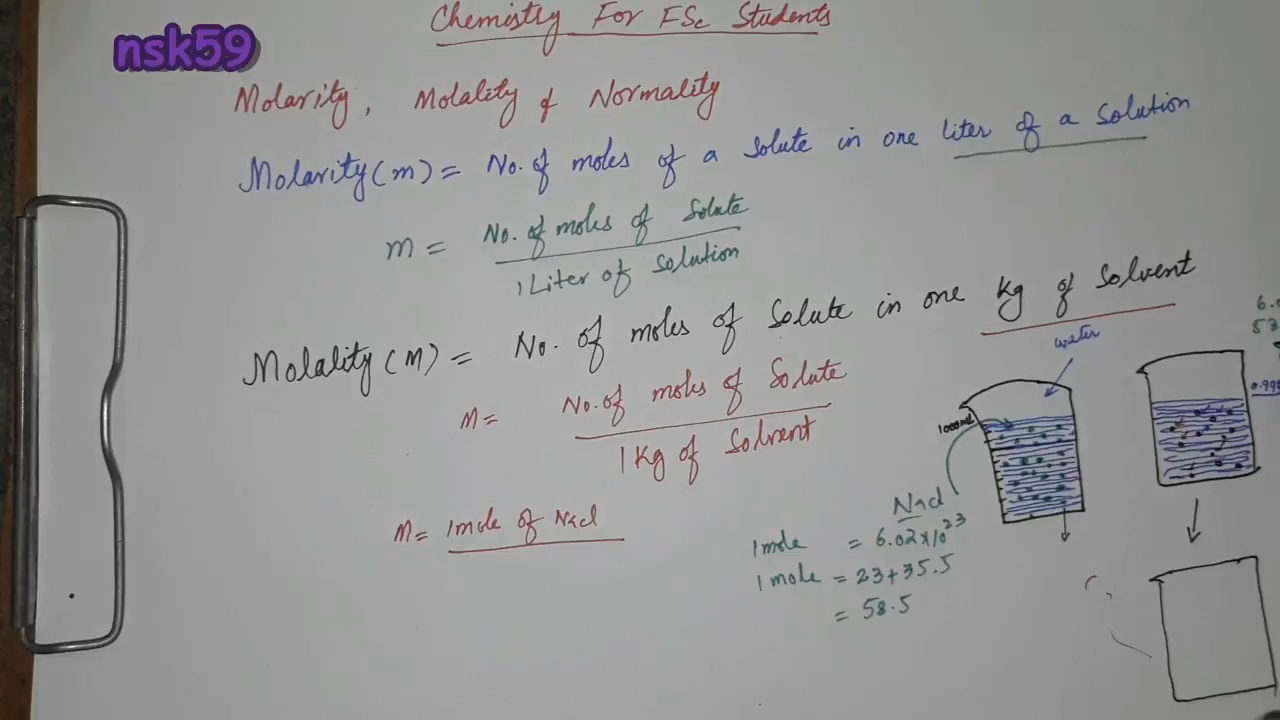 Chemistry For FSc Students
nsk59
Molarity, Molality & Normality
Molarity (m) = No. of moles of a solute in one liter of a solution
m = No. of moles of solute
1 Liter of solution
Molality (m) = No. of moles of solute in one kg of solvent
water
m = No. of moles of Solute
1 Kg of Solvent
1000ml
m = 1 mole of Nacl
Nacl
1 mole = 6.02x10^23
1 mole = 23+35.5
= 58.5